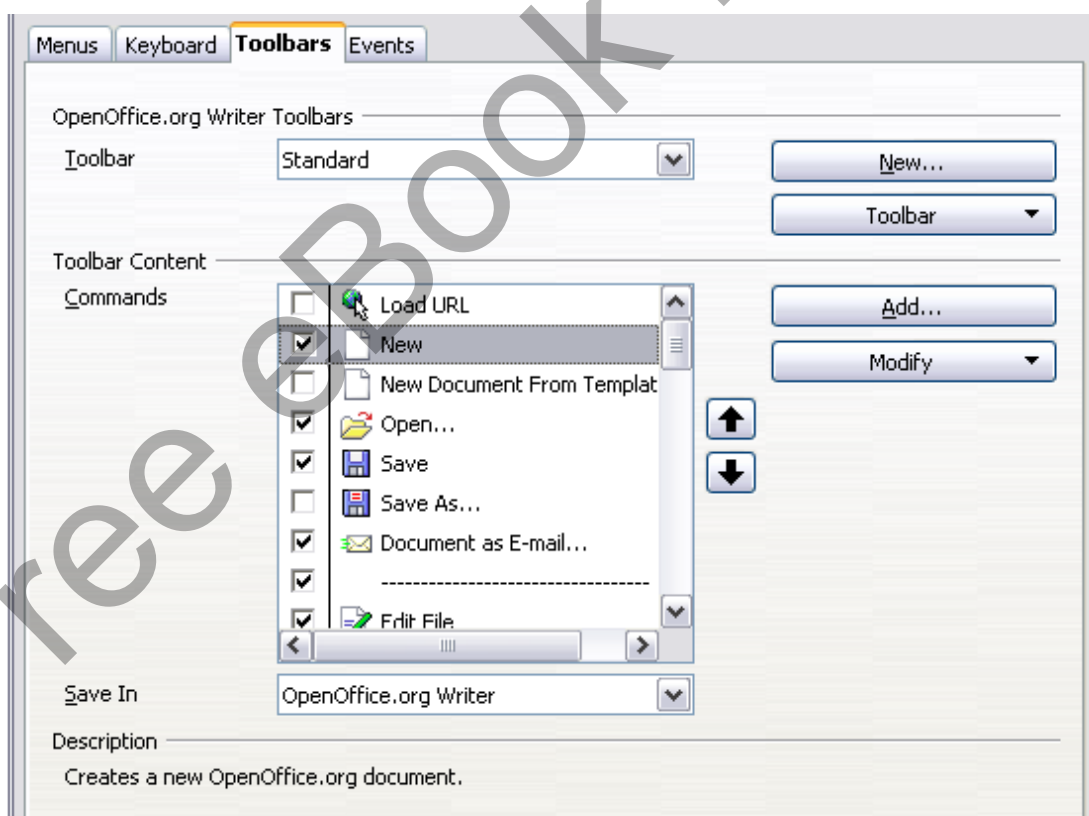 Menus Keyboard Toolbars Events
OpenOffice.org Writer Toolbars
Toolbar Standard New...
Toolbar
Toolbar Content
Commands Load URL Add...
New
New Document From Templat Modify
Open...
Save
Save As...
Document as E-mail...
---------------------------------
Edit File
Save In OpenOffice.org Writer
Description
Creates a new OpenOffice.org document.
ree eBook